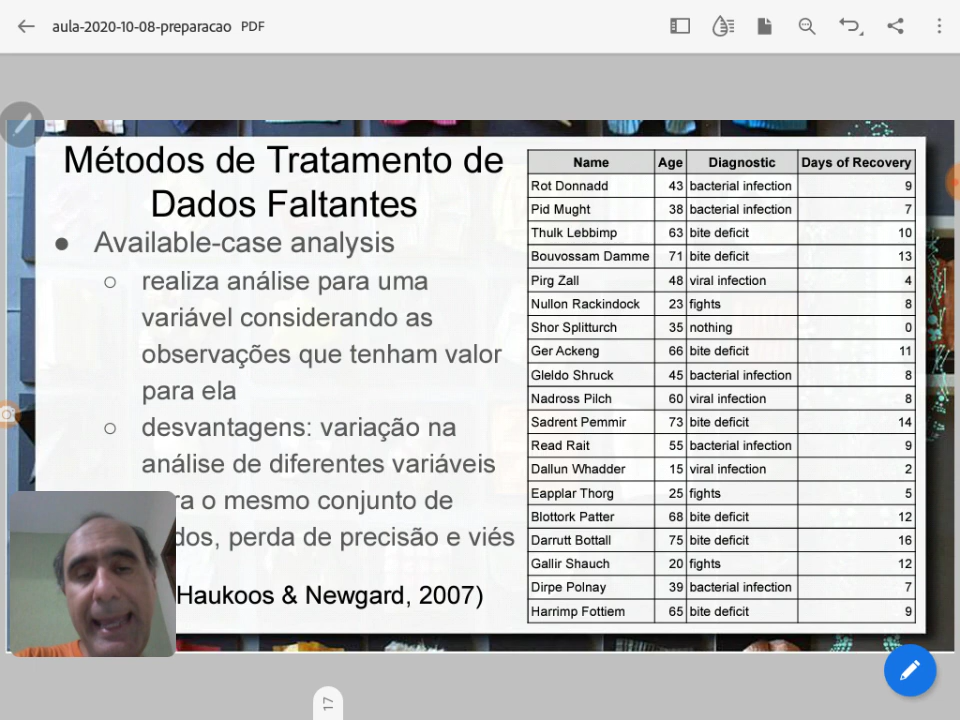 aula-2020-10-08-preparacao PDF
Métodos de Tratamento de
Dados Faltantes
● Available-case analysis
○ realiza análise para uma
variável considerando as
observações que tenham valor
para ela
○ desvantagens: variação na
análise de diferentes variáveis
ra o mesmo conjunto de
dos, perda de precisão e viés
Haukoos & Newgard, 2007)
Name Age Diagnostic Days of Recovery
Rot Donnadd 43 bacterial infection 9
Pid Mught 38 bacterial infection 7
Thulk Lebbimp 63 bite deficit 10
Bouvossam Damme 71 bite deficit 13
Pirg Zall 48 viral infection 4
Nullon Rackindock 23 fights 8
Shor Splitturch 35 nothing 0
Ger Ackeng 66 bite deficit 11
Gleldo Shruck 45 bacterial infection 8
Nadross Pilch 60 viral infection 8
Sadrent Pemmir 73 bite deficit 14
Read Rait 55 bacterial infection 9
Dallun Whadder 15 viral infection 2
Eapplar Thorg 25 fights 5
Blottork Patter 68 bite deficit 12
Darrutt Bottall 75 bite deficit 16
Gallir Shauch 20 fights 12
Dirpe Polnay 39 bacterial infection 7
Harrimp Fottiem 65 bite deficit 9
17